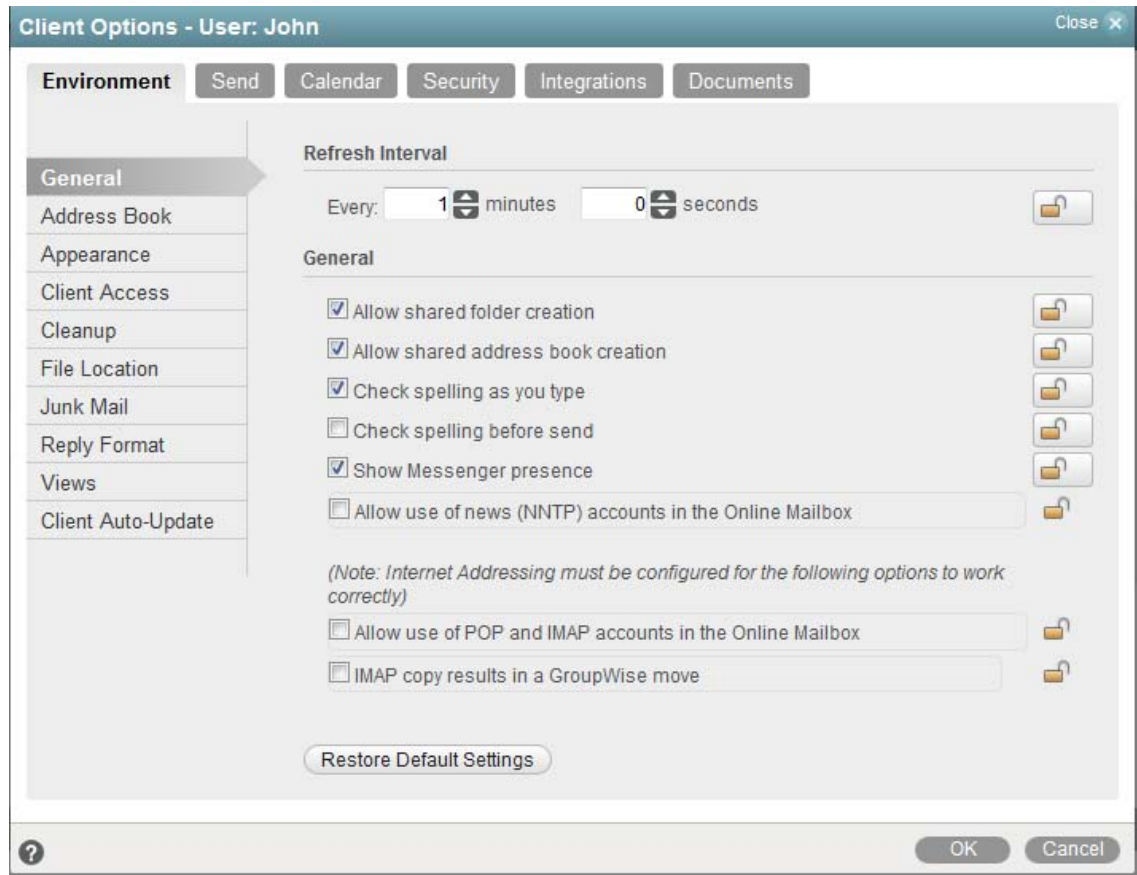 Client Options - User: John
Close
Environment Send Calendar Security Integrations Documents
General
Address Book
Appearance
Client Access
Cleanup
File Location
Junk Mail
Reply Format
Views
Client Auto-Update
Refresh Interval
Every: 1 minutes 0 seconds
General
Allow shared folder creation
Allow shared address book creation
Check spelling as you type
Check spelling before send
Show Messenger presence
Allow use of news (NNTP) accounts in the Online Mailbox
(Note: Internet Addressing must be configured for the following options to work
correctly)
Allow use of POP and IMAP accounts in the Online Mailbox
IMAP copy results in a GroupWise move
Restore Default Settings
?
OK Cancel